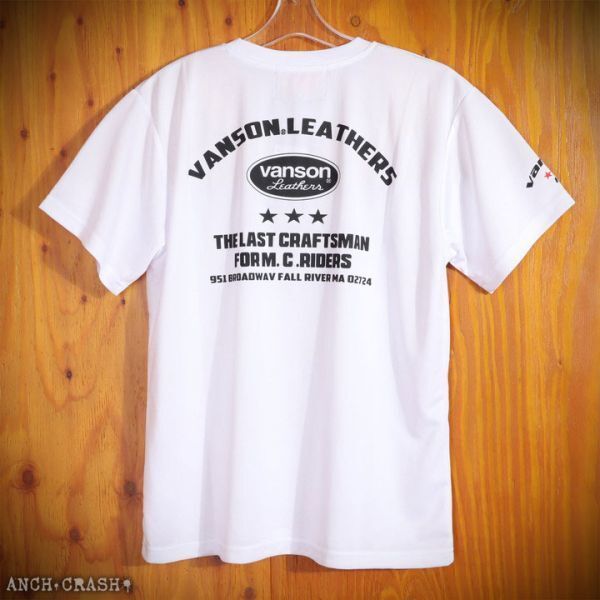 VANSON LEATHERS
vanson
Leathers®
★★★
THE LAST CRAFTSMAN
FOR M. C .RIDERS
951 BROADWAV FALL RIVER MA 02724
ANCH·CRASH